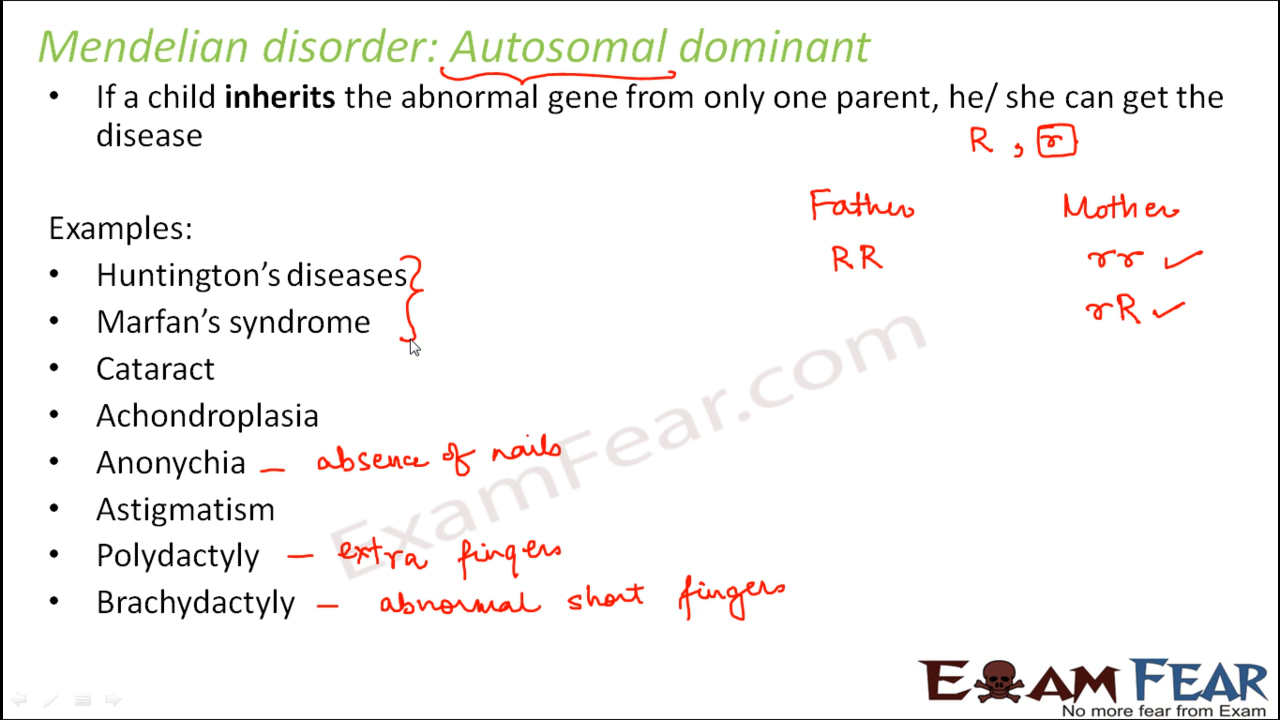 Mendelian disorder: Autosomal dominant
• If a child inherits the abnormal gene from only one parent, he/ she can get the
disease
R , r
Father Mother
RR rr ✓
rR ✓
Examples:
• Huntington’s diseases
• Marfan’s syndrome
• Cataract
• Achondroplasia
• Anonychia — absence of nails
• Astigmatism
• Polydactyly — extra fingers
• Brachydactyly — abnormal short fingers
ExamFear.com
EXAM FEAR
No more fear from Exam